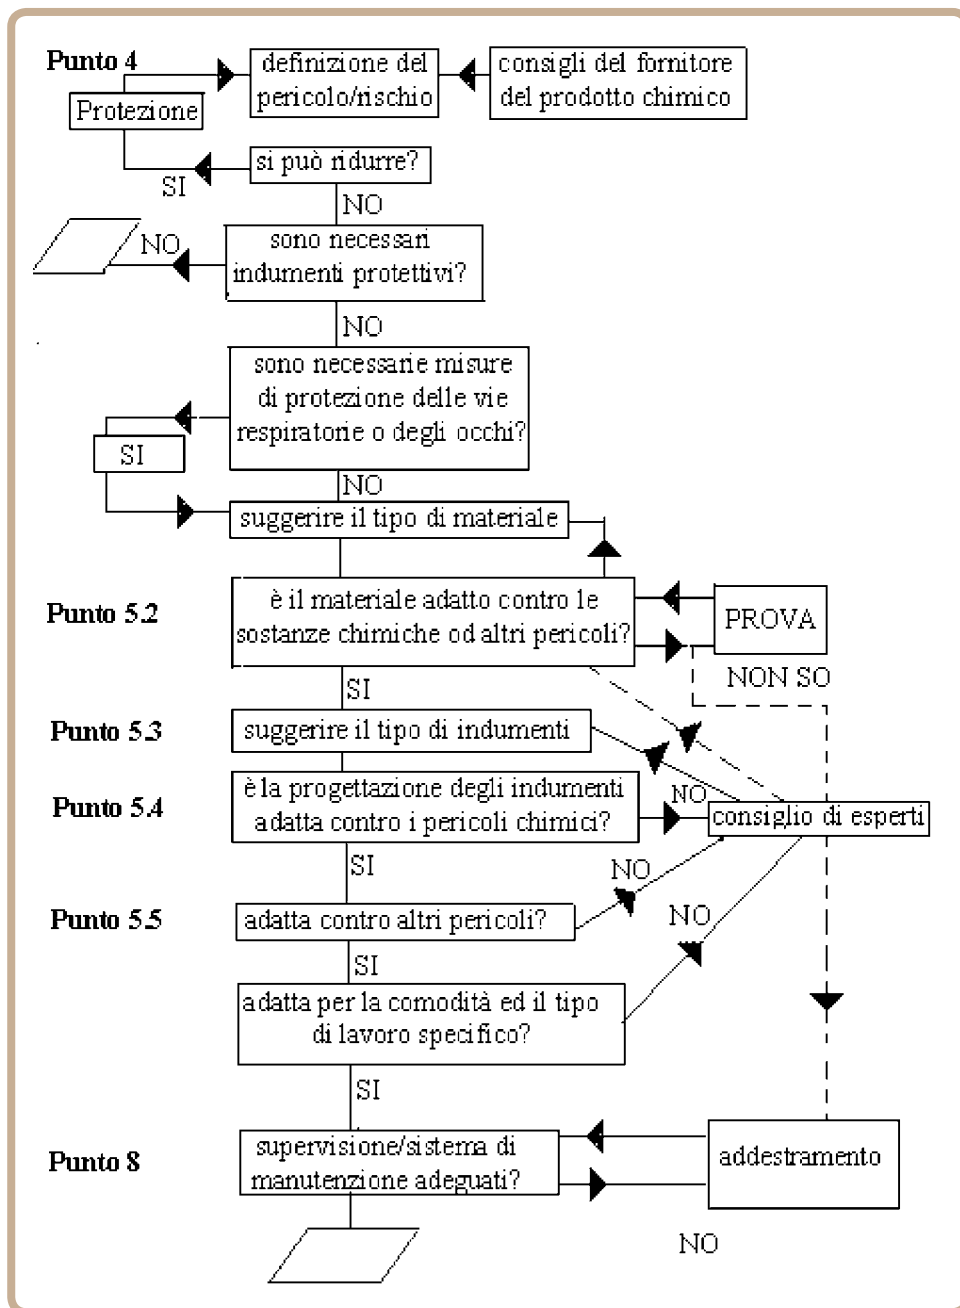 Punto 4
definizione del
pericolo/rischio
consigli del fornitore
del prodotto chimico
Protezione
si può ridurre?
SI
NO
sono necessari
indumenti protettivi?
NO
NO
sono necessarie misure
di protezione delle vie
respiratorie o degli occhi?
SI
NO
suggerire il tipo di materiale
Punto 5.2
è il materiale adatto contro le
sostanze chimiche od altri pericoli?
PROVA
NON SO
SI
Punto 5.3
suggerire il tipo di indumenti
Punto 5.4
è la progettazione degli indumenti
adatta contro i pericoli chimici?
NO
consiglio di esperti
SI
NO
Punto 5.5
adatta contro altri pericoli?
NO
SI
adatta per la comodità ed il tipo
di lavoro specifico?
SI
Punto 8
supervisione/sistema di
manutenzione adeguati?
addestramento
NO